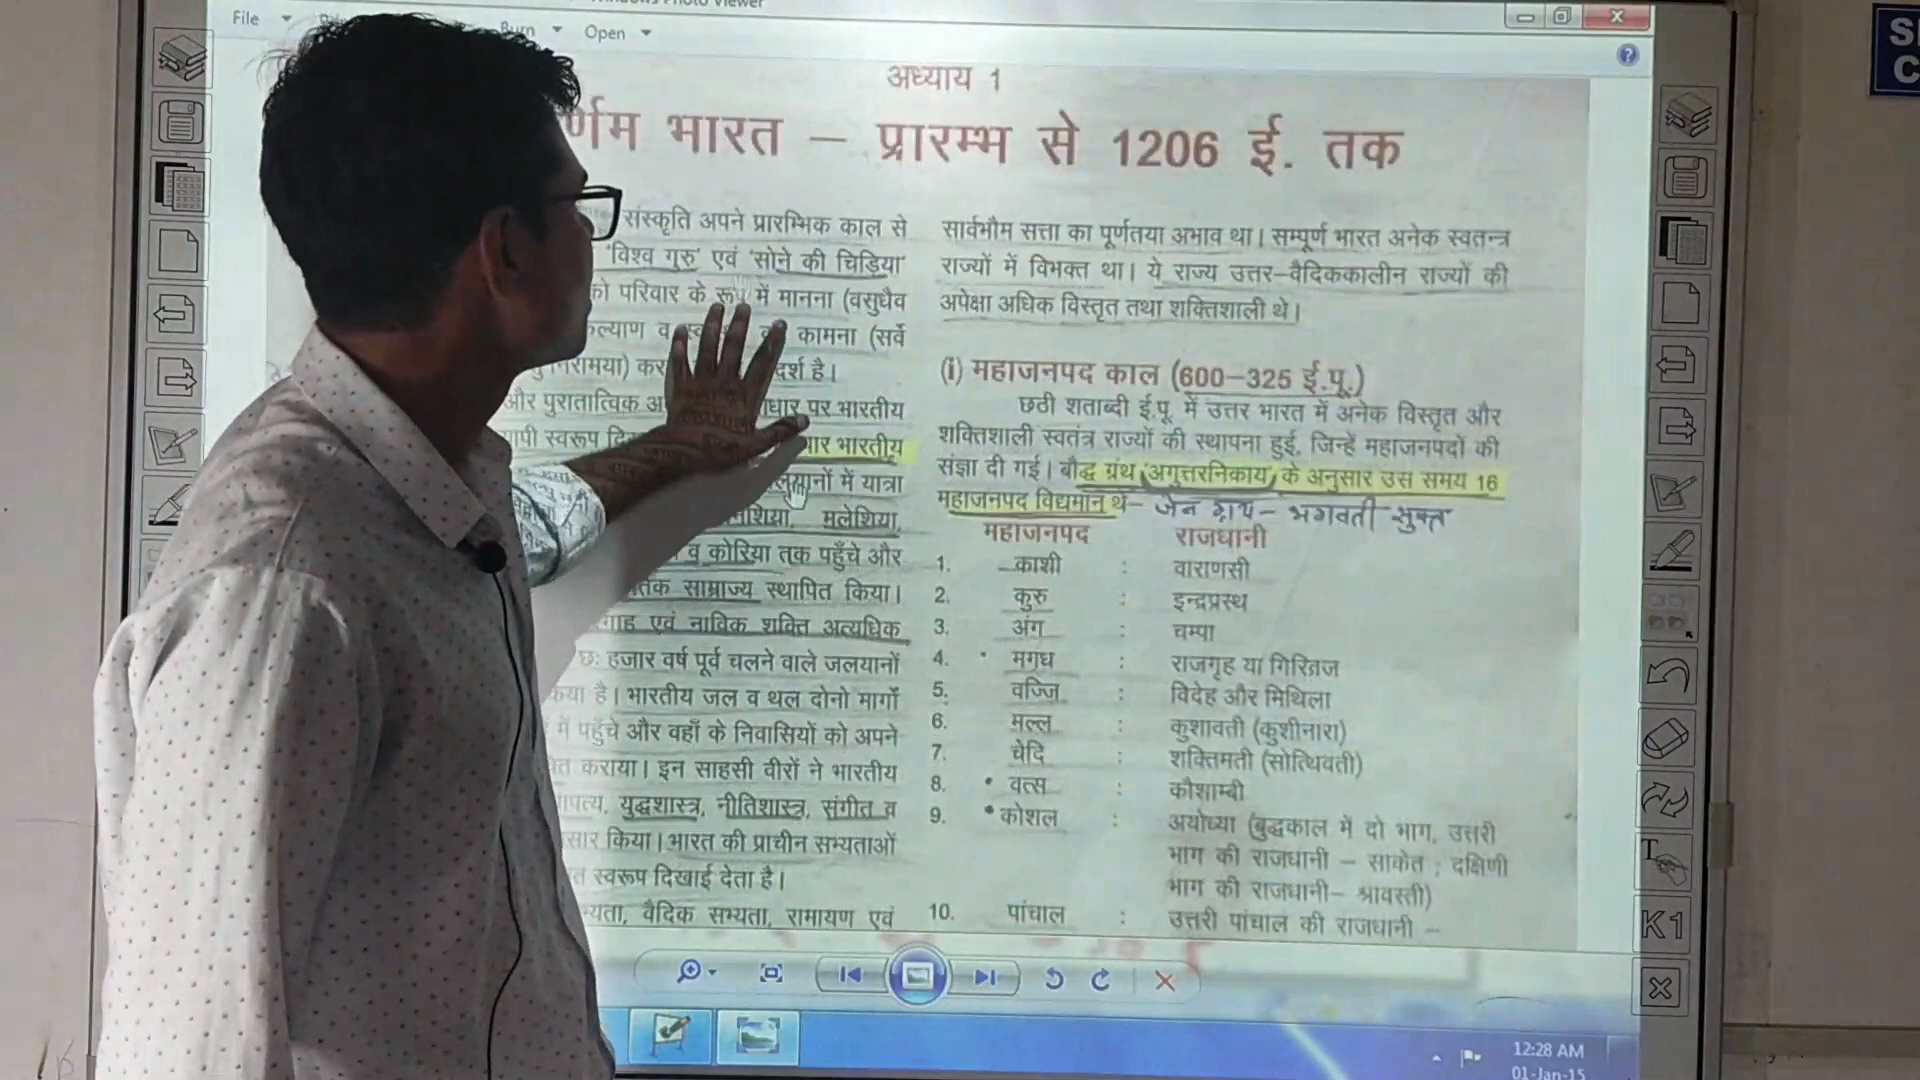 File
Burn
Open
अध्याय 1
र्णिम भारत – प्रारम्भ से 1206 ई. तक
संस्कृति अपने प्रारम्भिक काल से
'विश्व गुरु' एवं 'सोने की चिड़िया'
को परिवार के रूप में मानना (वसुधैव
कल्याण व कामना (सर्वे
निरामया)
और पुरातात्विक पर भारतीय
स्वरूप भारतीय
में यात्रा
मलेशिया,
व कोरिया तक पहुँचे और
साम्राज्य स्थापित किया।
एवं नाविक शक्ति अत्यधिक
छः हजार वर्ष पूर्व चलने वाले जलयानों
है। भारतीय जल व थल दोनो मार्गों
में पहुँचे और वहाँ के निवासियों को अपने
कराया। इन साहसी वीरों ने भारतीय
युद्धशास्त्र, नीतिशास्त्र, संगीत व
किया। भारत की प्राचीन सभ्यताओं
स्वरूप दिखाई देता है।
वैदिक सभ्यता, रामायण एवं
सार्वभौम सत्ता का पूर्णतया अभाव था। सम्पूर्ण भारत अनेक स्वतन्त्र
राज्यों में विभक्त था। ये राज्य उत्तर–वैदिककालीन राज्यों की
अपेक्षा अधिक विस्तृत तथा शक्तिशाली थे।
(i) महाजनपद काल (600–325 ई.पू.)
छठी शताब्दी ई.पू. में उत्तर भारत में अनेक विस्तृत और
शक्तिशाली स्वतंत्र राज्यों की स्थापना हुई, जिन्हें महाजनपदों की
संज्ञा दी गई। बौद्ध ग्रंथ 'अगुत्तरनिकाय' के अनुसार उस समय 16
महाजनपद विद्यमान थे– जैन ग्रंथ – भगवती सुक्त
महाजनपद राजधानी
1. काशी : वाराणसी
2. कुरु : इन्द्रप्रस्थ
3. अंग : चम्पा
4. मगध : राजगृह या गिरिव्रज
5. वज्जि : विदेह और मिथिला
6. मल्ल : कुशावती (कुशीनारा)
7. चेदि : शक्तिमती (सोत्थिवती)
8. वत्स : कौशाम्बी
9. कोशल : अयोध्या (बुद्धकाल में दो भाग, उत्तरी
भाग की राजधानी – साकेत ; दक्षिणी
भाग की राजधानी– श्रावस्ती)
10. पांचाल : उत्तरी पांचाल की राजधानी –
K1
12:28 AM
01-Jan-15